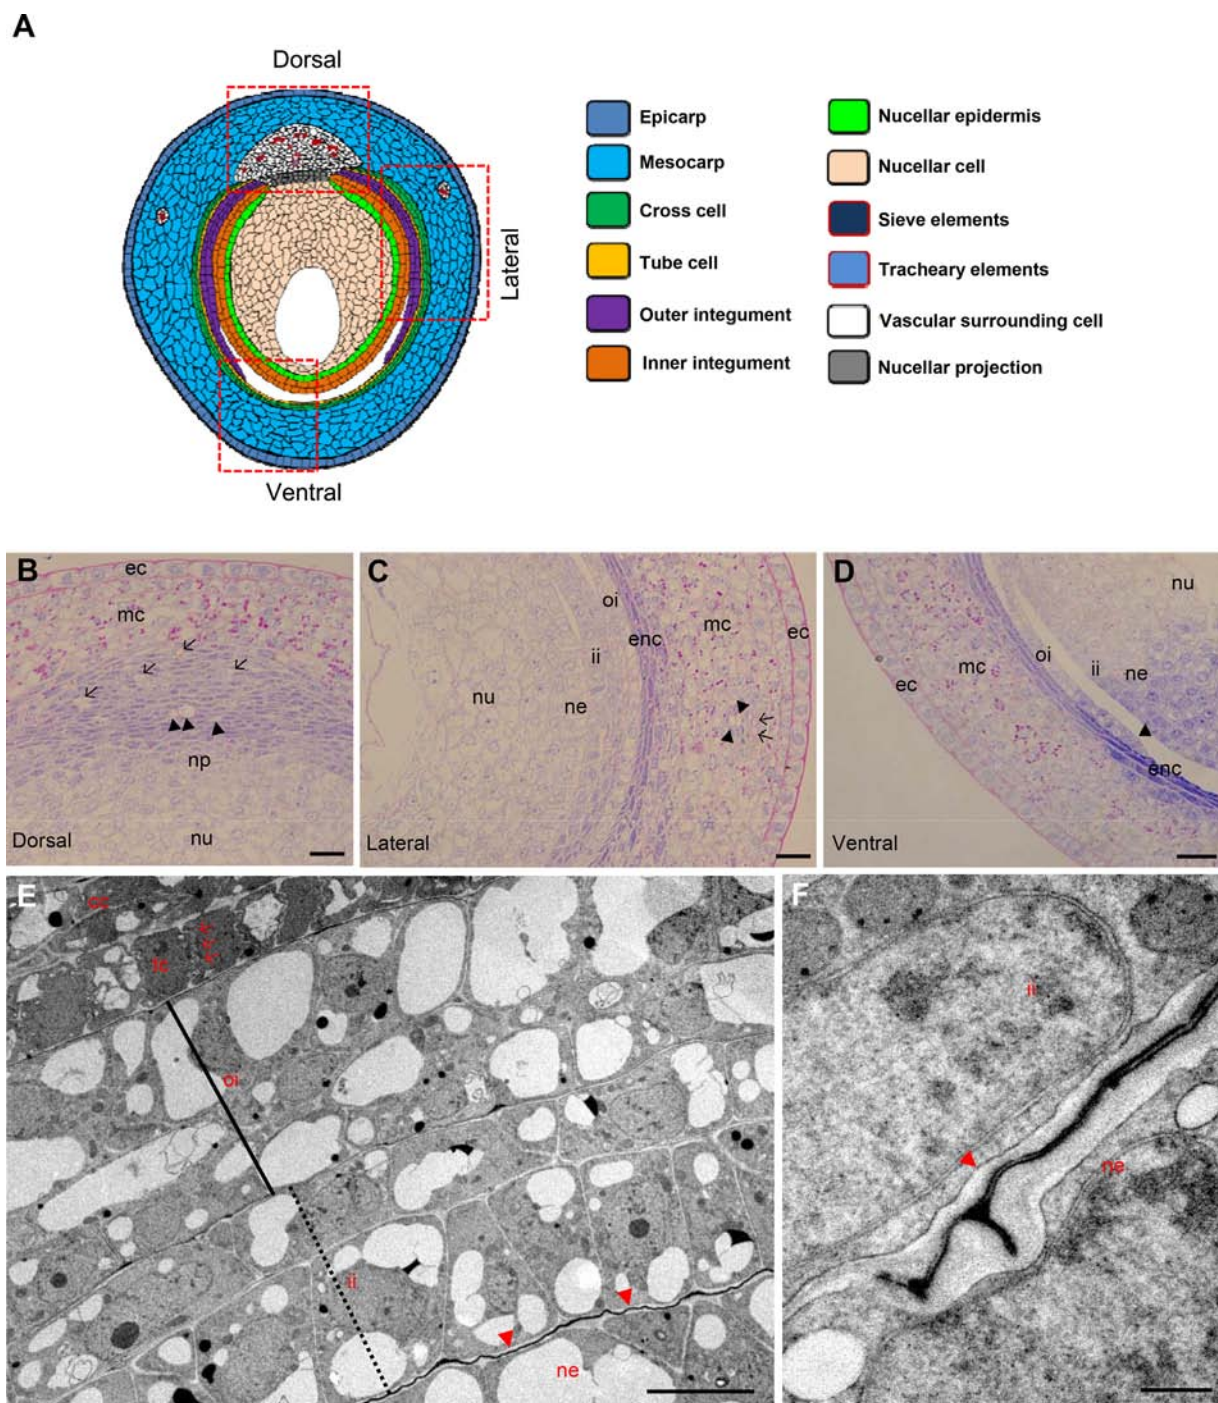 A
Dorsal
Lateral
Ventral
Epicarp
Mesocarp
Cross cell
Tube cell
Outer integument
Inner integument
Nucellar epidermis
Nucellar cell
Sieve elements
Tracheary elements
Vascular surrounding cell
Nucellar projection
B
ec
mc
np
nu
Dorsal
C
oi
enc
mc
ec
ii
nu
ne
Lateral
D
nu
oi
ii
ne
mc
ec
enc
Ventral
E
cc
tc
oi
ii
ne
F
ii
ne